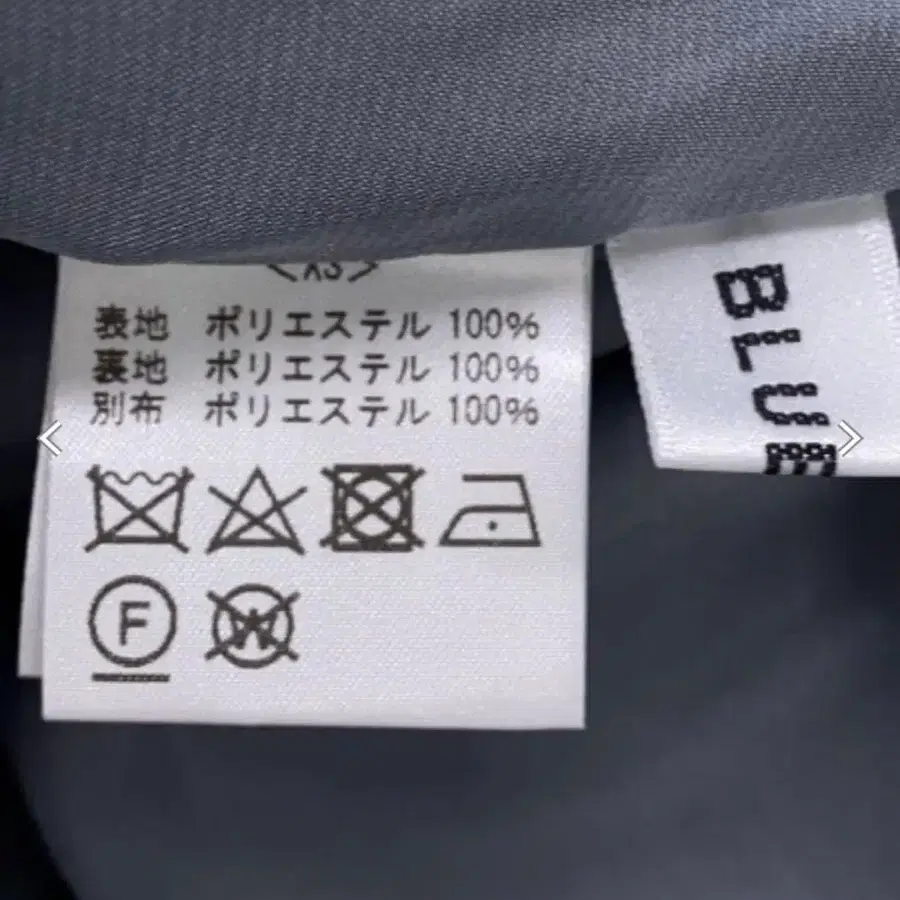 <XS>
表地 ポリエステル 100%
裏地 ポリエステル 100%
別布 ポリエステル 100%
F
W
BLUE